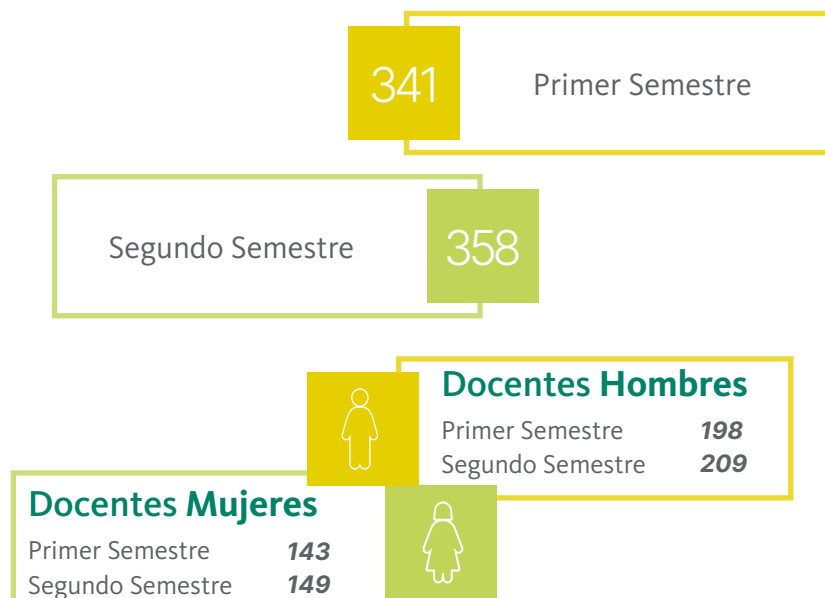 341 Primer Semestre
Segundo Semestre 358
Docentes Hombres
Primer Semestre 198
Segundo Semestre 209
Docentes Mujeres
Primer Semestre 143
Segundo Semestre 149